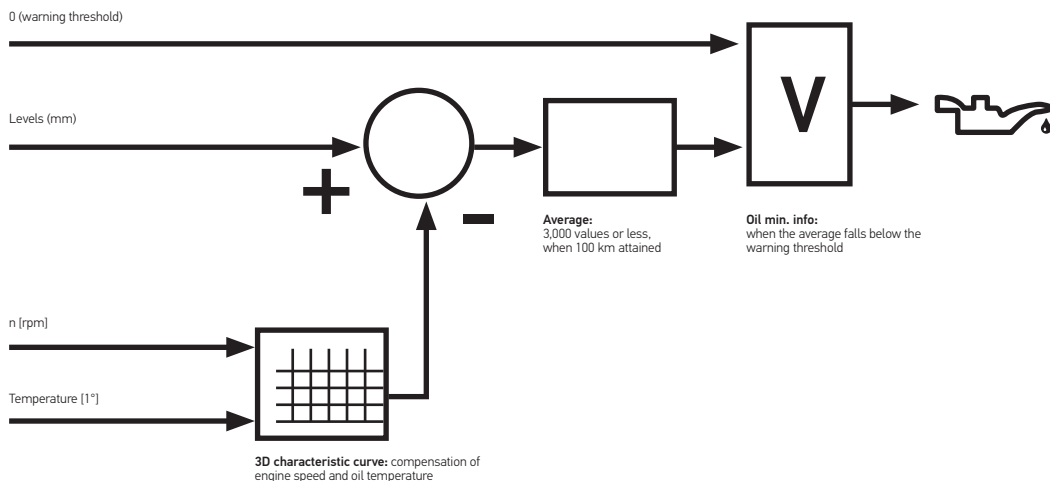 0 (warning threshold)
Levels (mm)
+
-
V
Average:
3,000 values or less,
when 100 km attained
Oil min. info:
when the average falls below the
warning threshold
n [rpm]
Temperature [1°]
3D characteristic curve: compensation of
engine speed and oil temperature